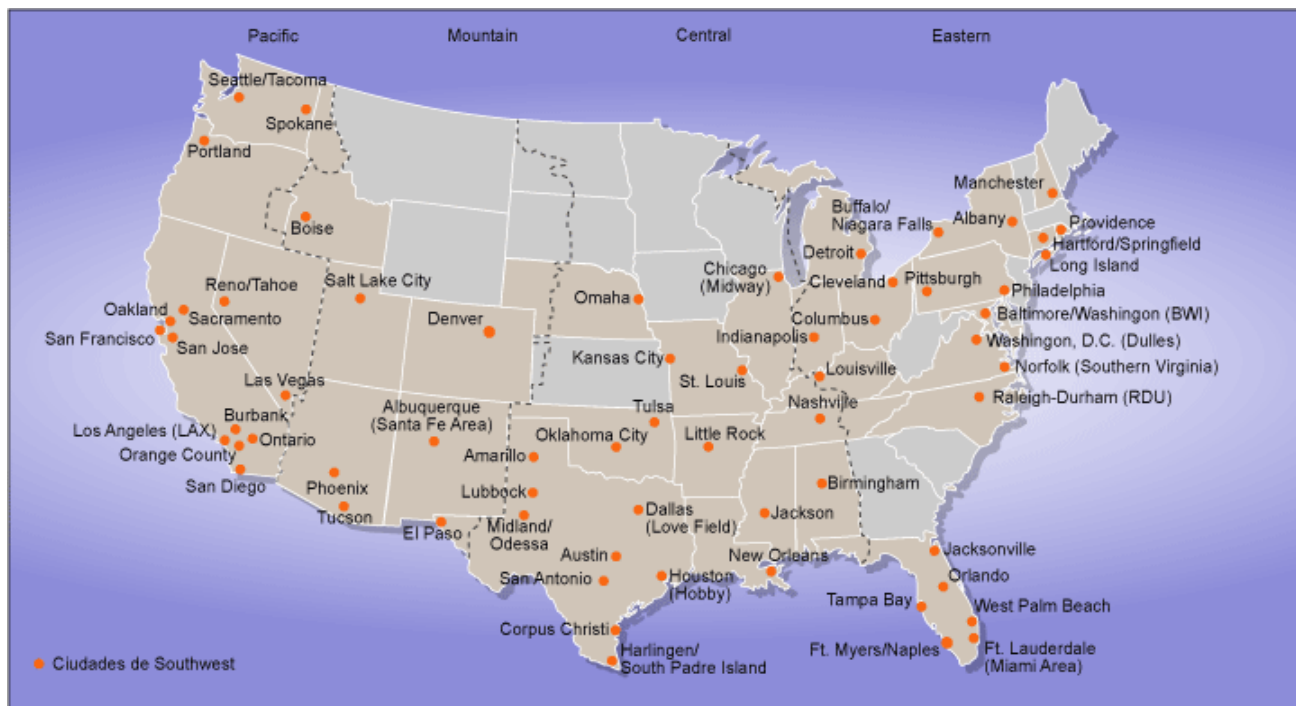 Pacific
Mountain
Central
Eastern
Seattle/Tacoma
Spokane
Portland
Boise
Manchester
Buffalo/
Niagara Falls
Albany
Providence
Hartford/Springfield
Long Island
Detroit
Chicago
(Midway)
Cleveland
Pittsburgh
Philadelphia
Reno/Tahoe
Salt Lake City
Omaha
Oakland
Sacramento
San Francisco
San Jose
Denver
Indianapolis
Columbus
Baltimore/Washington (BWI)
Washingon, D.C. (Dulles)
Kansas City
St. Louis
Louisville
Norfolk (Southern Virginia)
Las Vegas
Nashville
Raleigh-Durham (RDU)
Burbank
Los Angeles (LAX)
Ontario
Orange County
San Diego
Albuquerque
(Santa Fe Area)
Tulsa
Oklahoma City
Little Rock
Amarillo
Phoenix
Tucson
Lubbock
Birmingham
El Paso
Midland/
Odessa
Dallas
(Love Field)
Jackson
Austin
New Orleans
Jacksonville
San Antonio
Houston
(Hobby)
Orlando
Tampa Bay
West Palm Beach
Corpus Christi
Harlingen/
South Padre Island
Ft. Myers/Naples
Ft. Lauderdale
(Miami Area)
Ciudades de Southwest